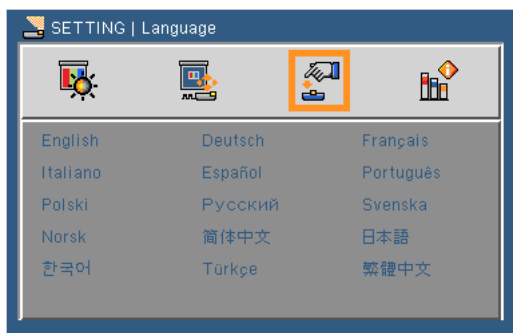 SETTING | Language
English Deutsch Français
Italiano Español Português
Polski Русский Svenska
Norsk 简体中文 日本語
한국어 Türkçe 繁體中文